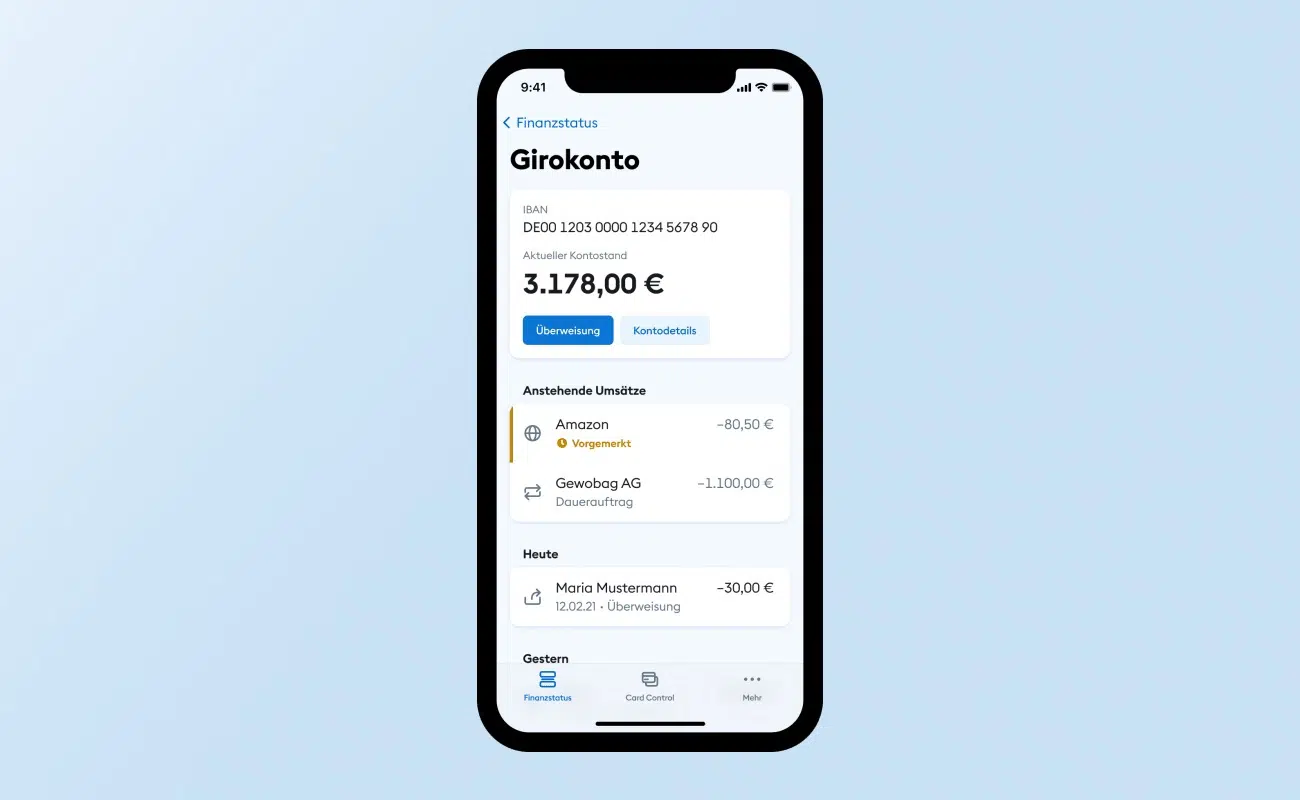 9:41
Finanzstatus
Girokonto
IBAN
DE00 1203 0000 1234 5678 90
Aktueller Kontostand
3.178,00 €
Überweisung Kontodetails
Anstehende Umsätze
Amazon −80,50 €
Vorgemerkt
Gewobag AG −1.100,00 €
Dauerauftrag
Heute
Maria Mustermann −30,00 €
12.02.21 • Überweisung
Gestern
Finanzstatus Card Control Mehr